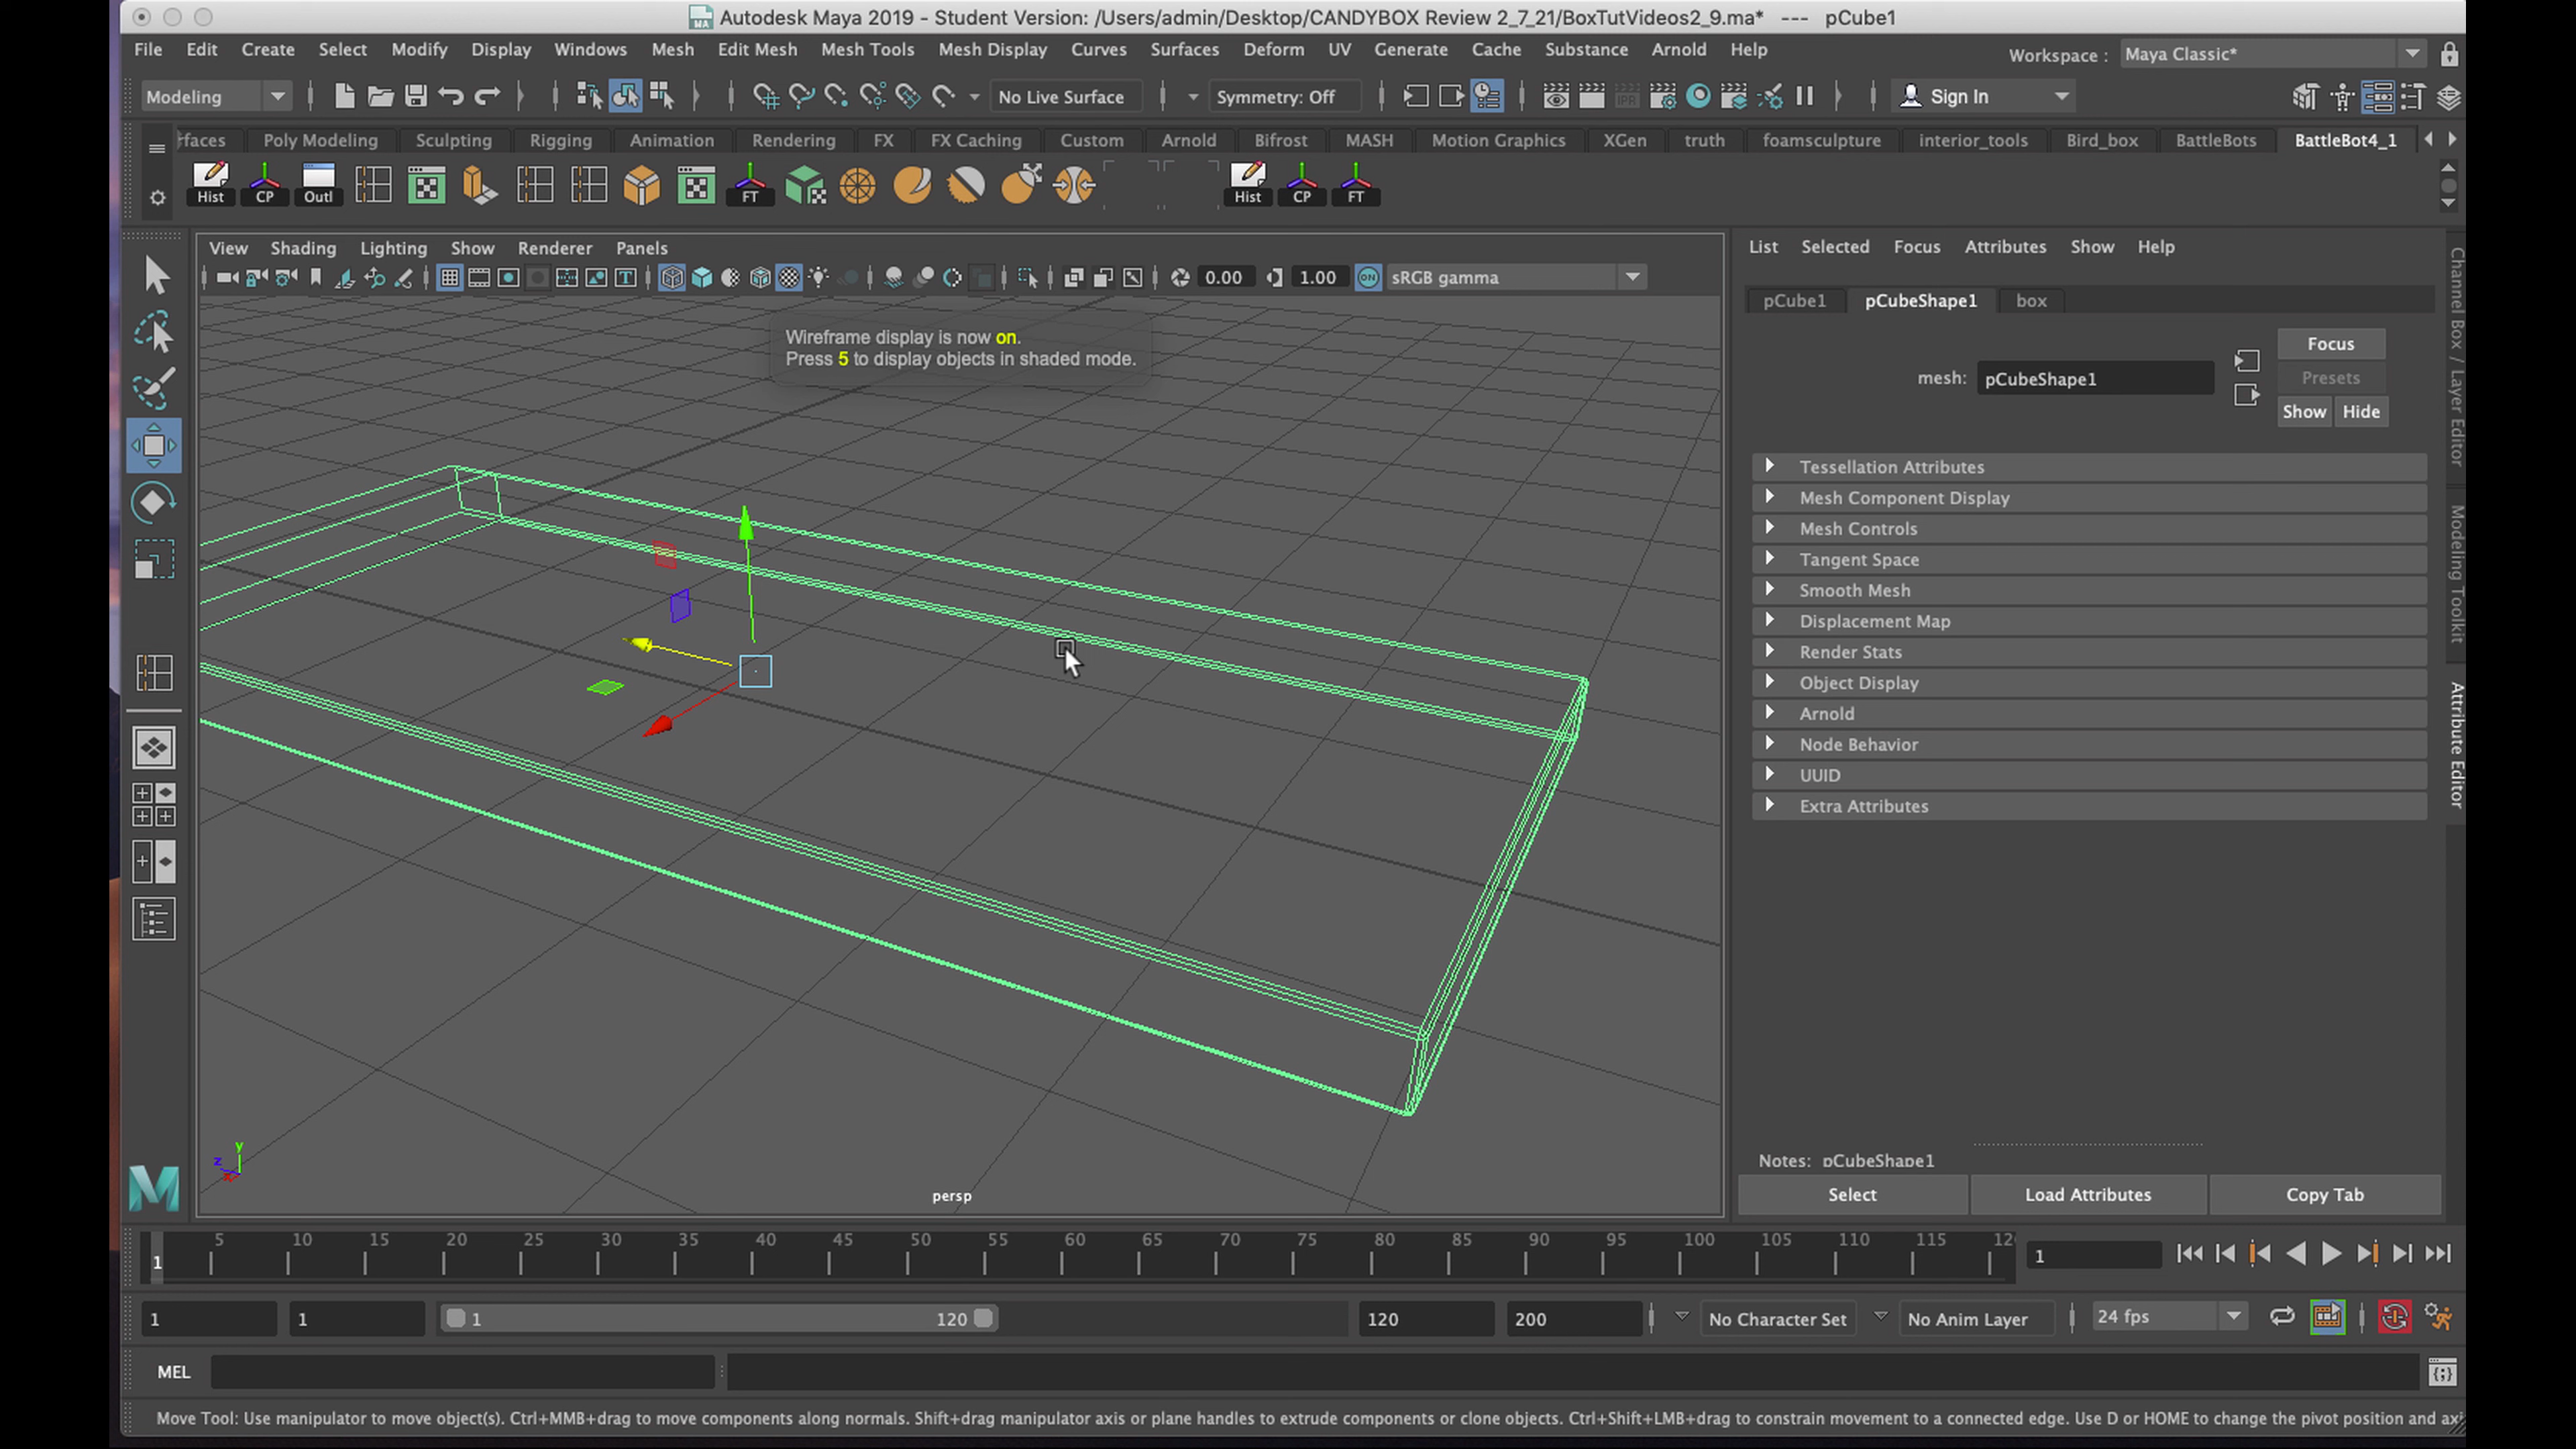 Autodesk Maya 2019 - Student Version: /Users/admin/Desktop/CANDYBOX Review 2_7_21/BoxTutVideos2_9.ma*   ---   pCube1
File Edit Create Select Modify Display Windows Mesh Edit Mesh Mesh Tools Mesh Display Curves Surfaces Deform UV Generate Cache Substance Arnold Help
Workspace : Maya Classic*
Modeling No Live Surface Symmetry: Off IPR Sign In
rfaces Poly Modeling Sculpting Rigging Animation Rendering FX FX Caching Custom Arnold Bifrost MASH Motion Graphics XGen truth foamsculpture interior_tools Bird_box BattleBots BattleBot4_1
Hist CP Outl FT Hist CP FT
View Shading Lighting Show Renderer Panels
0.00 1.00 ON sRGB gamma
Wireframe display is now on.
Press 5 to display objects in shaded mode.
y
z
x
persp
List Selected Focus Attributes Show Help
pCube1 pCubeShape1 box
Focus
mesh: pCubeShape1
Presets
Show Hide
Tessellation Attributes
Mesh Component Display
Mesh Controls
Tangent Space
Smooth Mesh
Displacement Map
Render Stats
Object Display
Arnold
Node Behavior
UUID
Extra Attributes
Notes: pCubeShape1
Select Load Attributes Copy Tab
Channel Box / Layer Editor
Modeling Toolkit
Attribute Editor
5 10 15 20 25 30 35 40 45 50 55 60 65 70 75 80 85 90 95 100 105 110 115 12
1 1
1 1 1 120 120 200 No Character Set No Anim Layer 24 fps
MEL
Move Tool: Use manipulator to move object(s). Ctrl+MMB+drag to move components along normals. Shift+drag manipulator axis or plane handles to extrude components or clone objects. Ctrl+Shift+LMB+drag to constrain movement to a connected edge. Use D or HOME to change the pivot position and axi